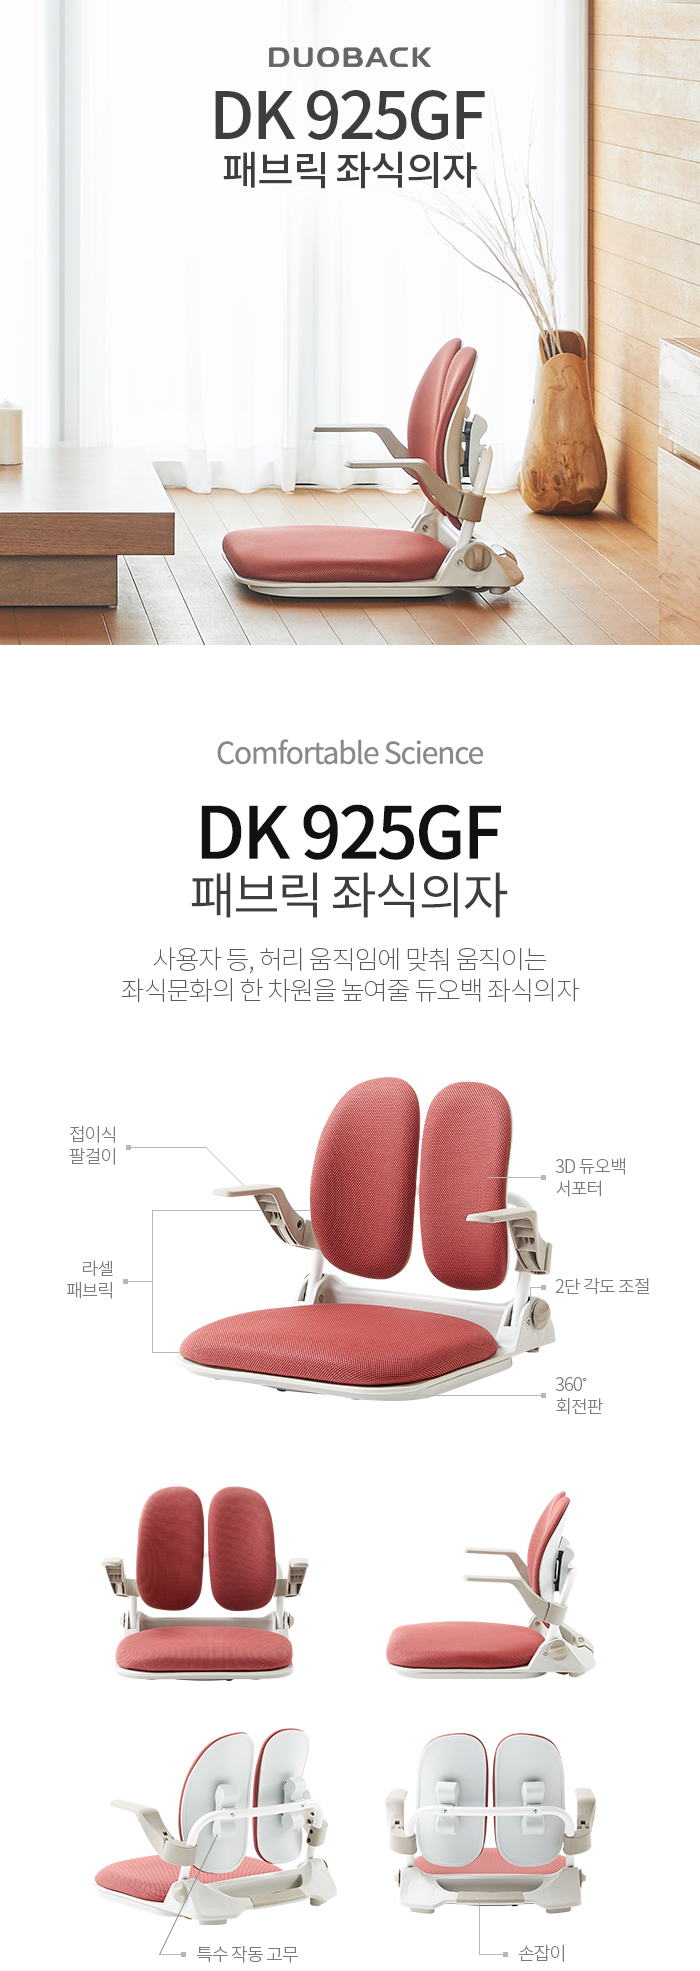 DUOBACK
DK 925GF
패브릭 좌식의자
Comfortable Science
DK 925GF
패브릭 좌식의자
사용자 등, 허리 움직임에 맞춰 움직이는
좌식문화의 한 차원을 높여줄 듀오백 좌식의자
접이식
팔걸이
3D 듀오백
서포터
라셀
패브릭
2단 각도 조절
360˚
회전판
특수 작동 고무
손잡이